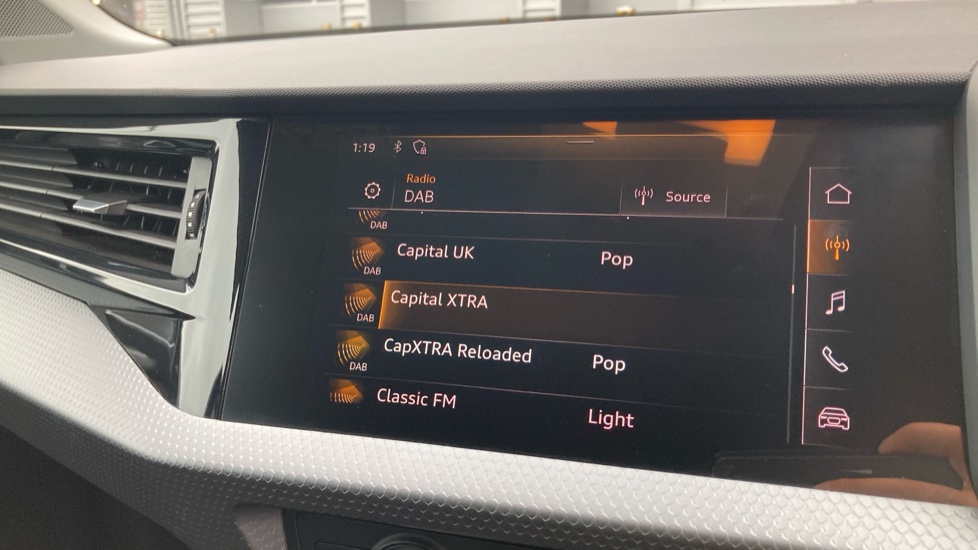 1:19
Radio
DAB
Source
DAB
Capital UK Pop
DAB
Capital XTRA
DAB
CapXTRA Reloaded Pop
DAB
Classic FM Light